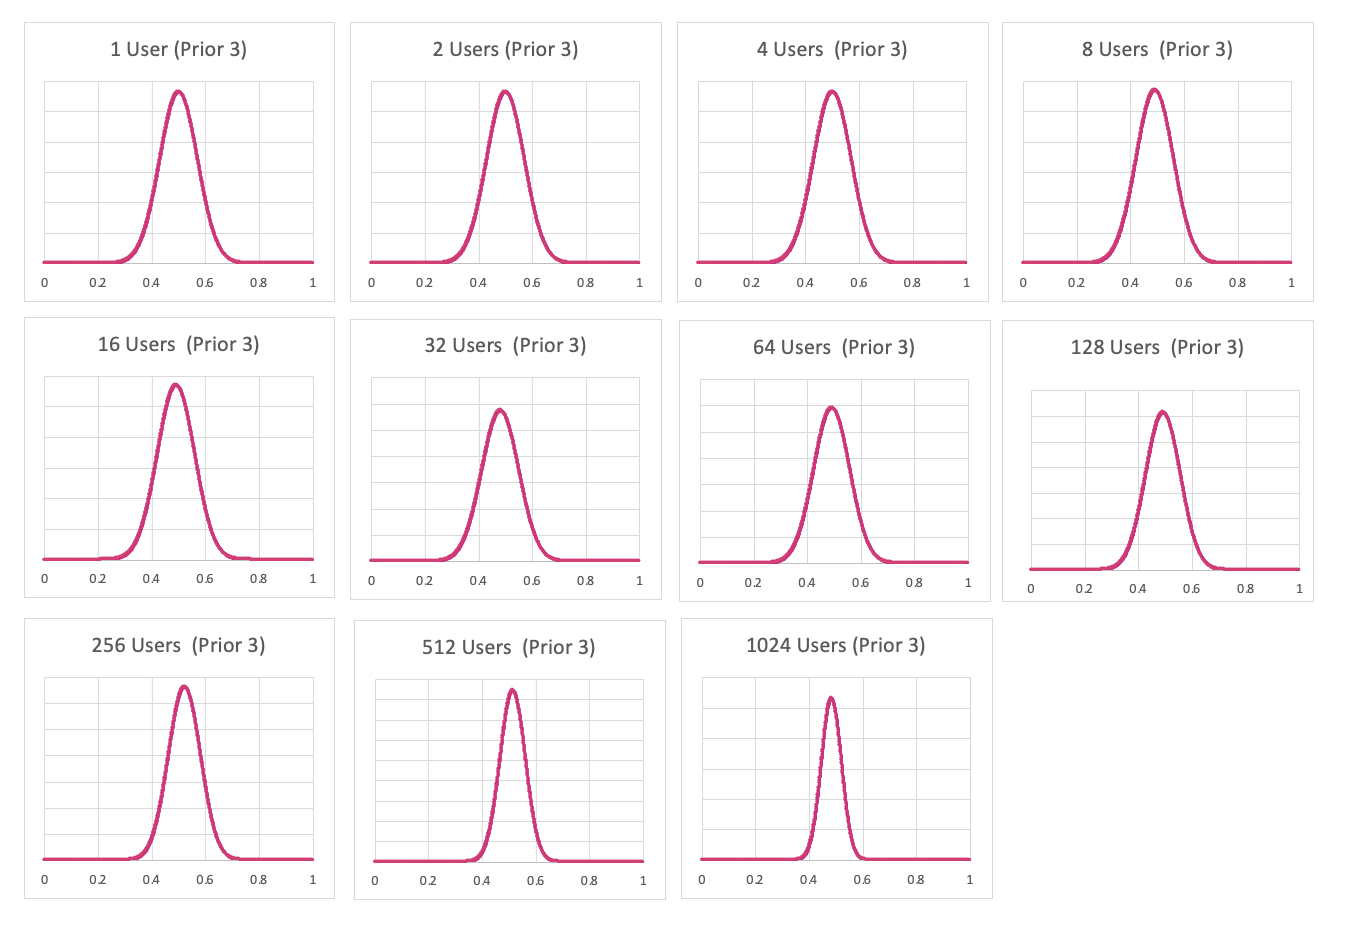 1 User (Prior 3)
0 0.2 0.4 0.6 0.8 1
2 Users (Prior 3)
0 0.2 0.4 0.6 0.8 1
4 Users (Prior 3)
0 0.2 0.4 0.6 0.8 1
8 Users (Prior 3)
0 0.2 0.4 0.6 0.8 1
16 Users (Prior 3)
0 0.2 0.4 0.6 0.8 1
32 Users (Prior 3)
0 0.2 0.4 0.6 0.8 1
64 Users (Prior 3)
0 0.2 0.4 0.6 0.8 1
128 Users (Prior 3)
0 0.2 0.4 0.6 0.8 1
256 Users (Prior 3)
0 0.2 0.4 0.6 0.8 1
512 Users (Prior 3)
0 0.2 0.4 0.6 0.8 1
1024 Users (Prior 3)
0 0.2 0.4 0.6 0.8 1